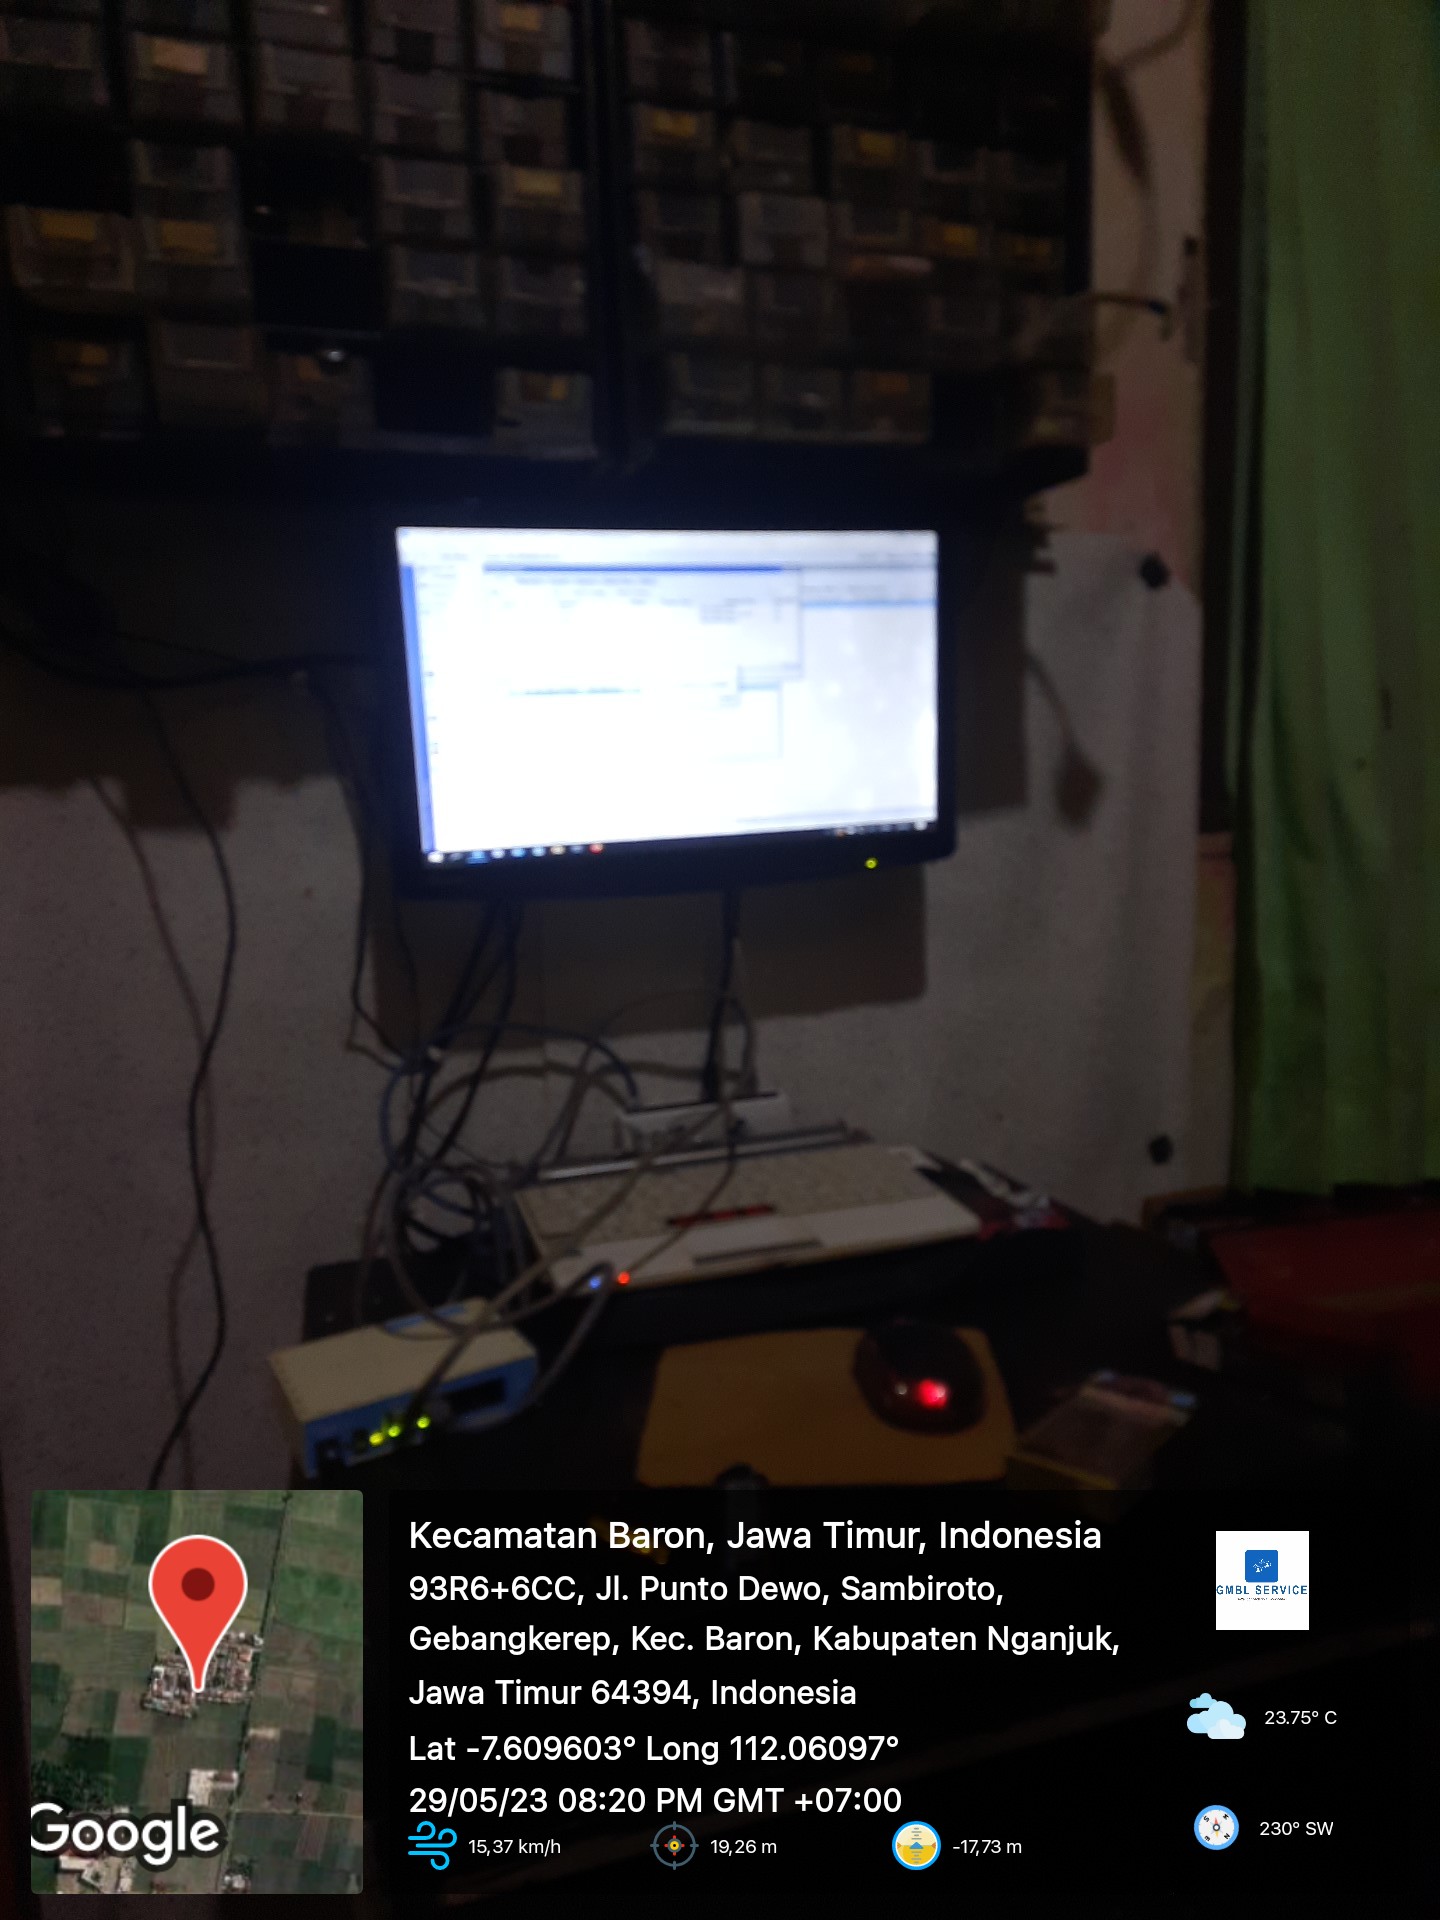 Kecamatan Baron, Jawa Timur, Indonesia
93R6+6CC, Jl. Punto Dewo, Sambiroto,
Gebangkerep, Kec. Baron, Kabupaten Nganjuk,
Jawa Timur 64394, Indonesia
Lat -7.609603° Long 112.06097°
29/05/23 08:20 PM GMT +07:00
15,37 km/h
19,26 m
-17,73 m
GMBL SERVICE
23.75° C
230° SW
Google